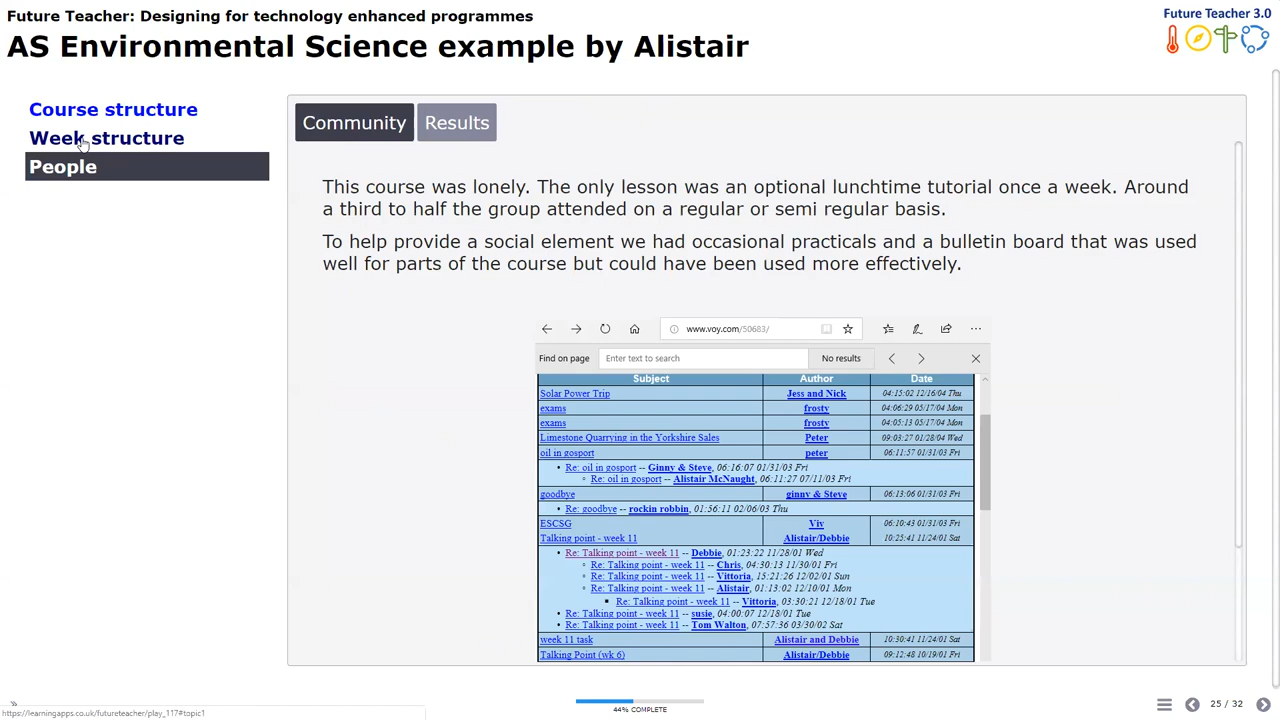 Future Teacher: Designing for technology enhanced programmes
Future Teacher 3.0
AS Environmental Science example by Alistair
Course structure
Week structure
People
Community
Results
This course was lonely. The only lesson was an optional lunchtime tutorial once a week. Around
a third to half the group attended on a regular or semi regular basis.
To help provide a social element we had occasional practicals and a bulletin board that was used
well for parts of the course but could have been used more effectively.
www.voy.com/50683/
Find on page Enter text to search No results
Subject Author Date
Solar Power Trip Jess and Nick 04:15:02 12/16/04 Thu
exams frosty 04:06:29 05/17/04 Mon
exams frosty 04:05:13 05/17/04 Mon
Limestone Quarrying in the Yorkshire Sales Peter 09:03:27 01/28/04 Wed
oil in gosport peter 06:11:57 01/31/03 Fri
• Re: oil in gosport -- Ginny & Steve, 06:16:07 01/31/03 Fri
◦ Re: oil in gosport -- Alistair McNaught, 06:11:27 07/11/03 Fri
goodbye ginny & Steve 06:13:06 01/31/03 Fri
• Re: goodbye -- rockin robbin, 01:56:11 02/06/03 Thu
ESCSG Viv 06:10:43 01/31/03 Fri
Talking point - week 11 Alistair/Debbie 10:25:41 11/24/01 Sat
• Re: Talking point - week 11 -- Debbie, 01:23:22 11/28/01 Wed
◦ Re: Talking point - week 11 -- Chris, 04:30:13 11/30/01 Fri
◦ Re: Talking point - week 11 -- Vittoria, 15:21:26 12/02/01 Sun
◦ Re: Talking point - week 11 -- Alistair, 01:13:02 12/10/01 Mon
▪ Re: Talking point - week 11 -- Vittoria, 03:30:21 12/18/01 Tue
• Re: Talking point - week 11 -- susie, 04:00:07 12/18/01 Tue
• Re: Talking point - week 11 -- Tom Walton, 07:57:36 03/30/02 Sat
week 11 task Alistair and Debbie 10:30:41 11/24/01 Sat
Talking Point (wk 6) Alistair/Debbie 09:12:48 10/19/01 Fri
https://learningapps.co.uk/futureteacher/play_117#topic1
44% COMPLETE
25 / 32